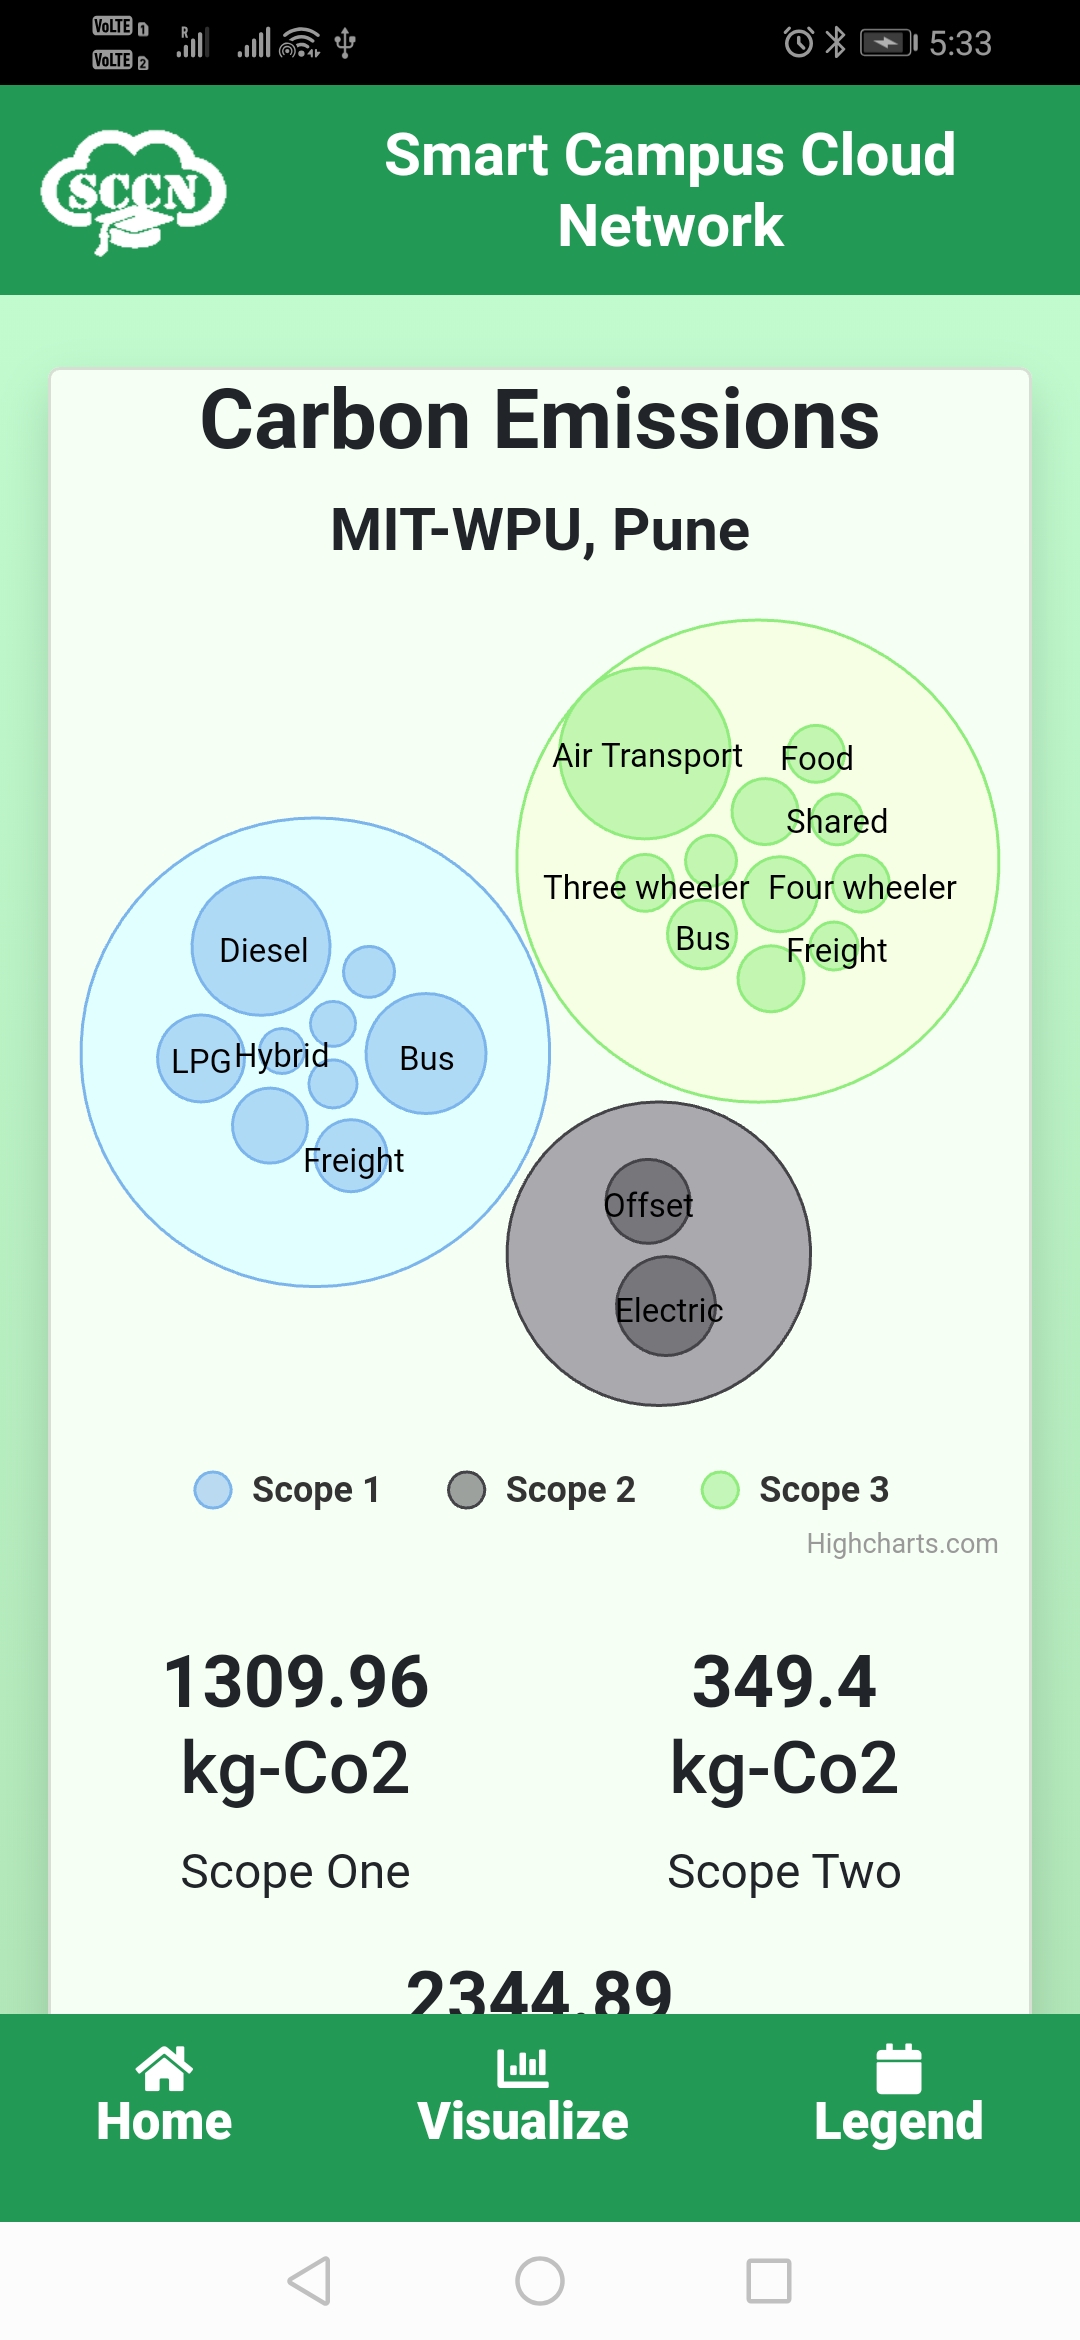 VoLTE 1
VoLTE 2
R
5:33
SCCN
Smart Campus Cloud
Network
Carbon Emissions
MIT-WPU, Pune
Air Transport
Food
Shared
Three wheeler
Four wheeler
Bus
Freight
Diesel
LPG
Hybrid
Bus
Freight
Offset
Electric
Scope 1
Scope 2
Scope 3
Highcharts.com
1309.96
kg-Co2
Scope One
349.4
kg-Co2
Scope Two
2344.89
Home
Visualize
Legend